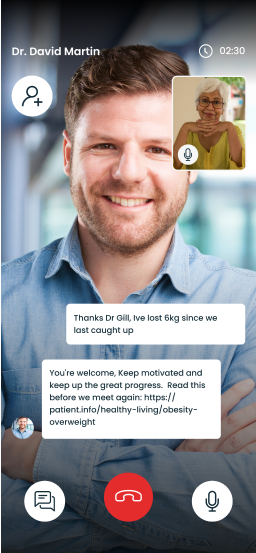 Dr. David Martin
02:30
Thanks Dr Gill, Ive lost 6kg since we
last caught up
You're welcome, Keep motivated and
keep up the great progress.  Read this
before we meet again: https://
patient.info/healthy-living/obesity-
overweight